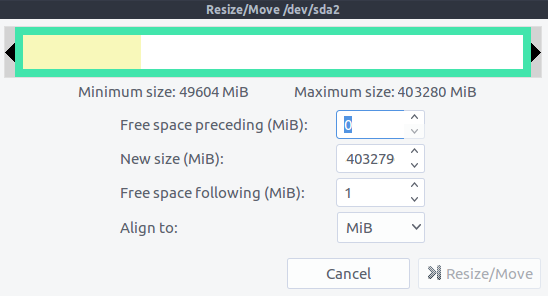 Resize/Move /dev/sda2
Minimum size: 49604 MiB Maximum size: 403280 MiB
Free space preceding (MiB): 0
New size (MiB): 403279
Free space following (MiB): 1
Align to: MiB
Cancel Resize/Move